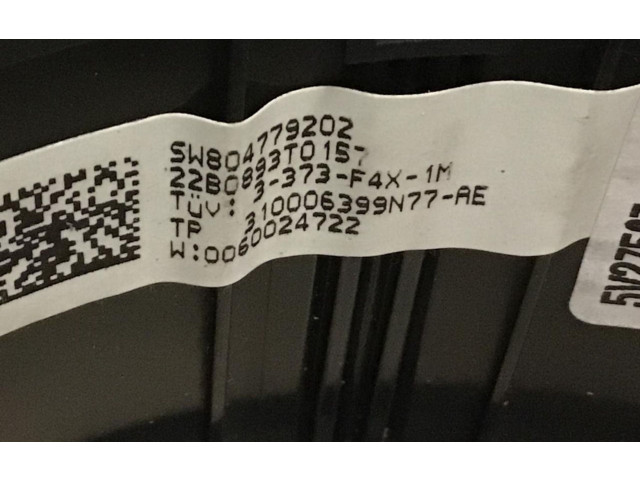 SW804779202
22B0893T0157
TÜV: 3-373-F4X-1M
TP 310006399N77-AE
W:0060024722